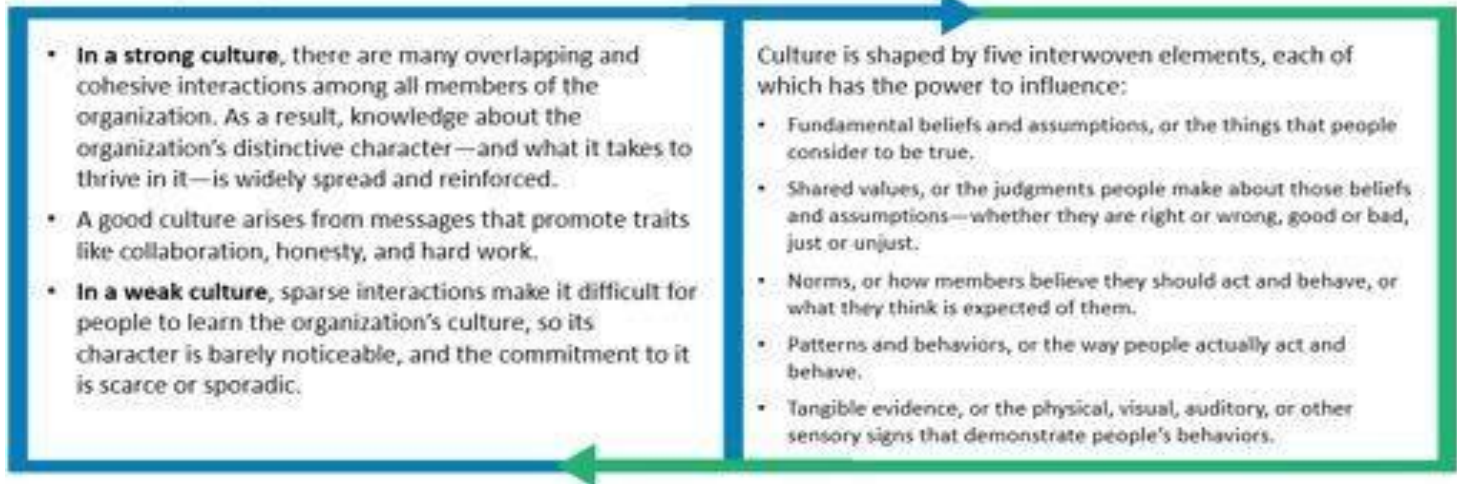 • In a strong culture, there are many overlapping and
cohesive interactions among all members of the
organization. As a result, knowledge about the
organization's distinctive character—and what it takes to
thrive in it—is widely spread and reinforced.
• A good culture arises from messages that promote traits
like collaboration, honesty, and hard work.
• In a weak culture, sparse interactions make it difficult for
people to learn the organization's culture, so its
character is barely noticeable, and the commitment to it
is scarce or sporadic.
Culture is shaped by five interwoven elements, each of
which has the power to influence:
• Fundamental beliefs and assumptions, or the things that people
consider to be true.
• Shared values, or the judgments people make about those beliefs
and assumptions—whether they are right or wrong, good or bad,
just or unjust.
• Norms, or how members believe they should act and behave, or
what they think is expected of them.
• Patterns and behaviors, or the way people actually act and
behave.
• Tangible evidence, or the physical, visual, auditory, or other
sensory signs that demonstrate people's behaviors.